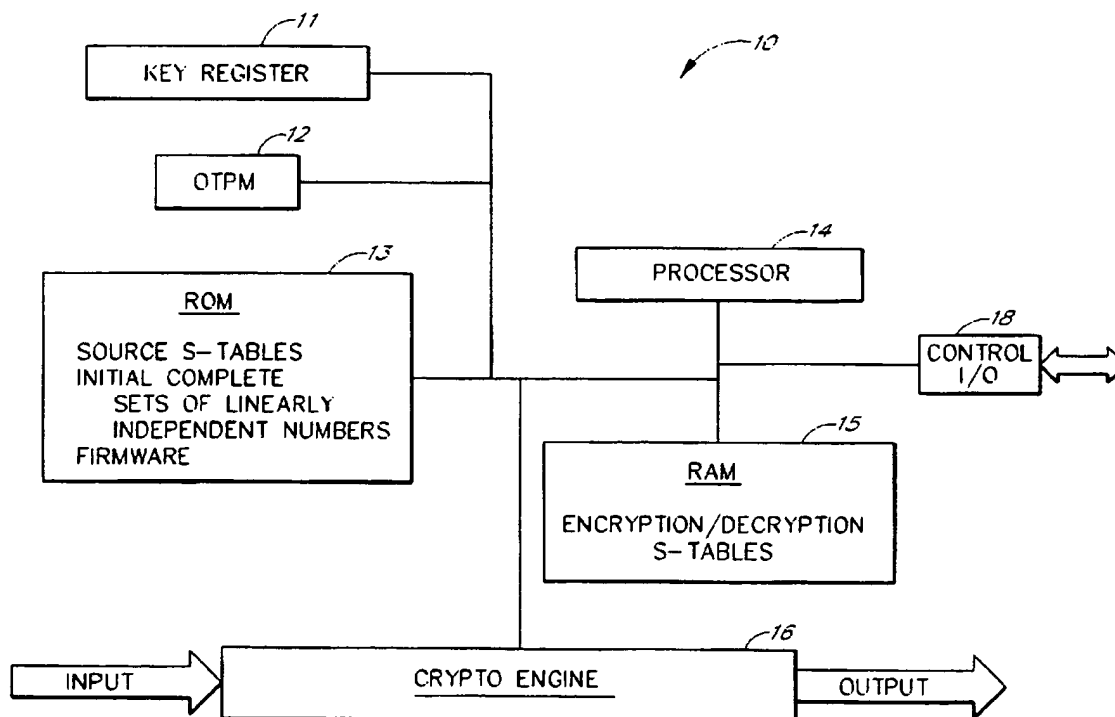 11
KEY REGISTER
10
12
OTPM
13
ROM
SOURCE S-TABLES
INITIAL COMPLETE
SETS OF LINEARLY
INDEPENDENT NUMBERS
FIRMWARE
14
PROCESSOR
18
CONTROL
I/O
15
RAM
ENCRYPTION/DECRYPTION
S-TABLES
16
INPUT
CRYPTO ENGINE
OUTPUT